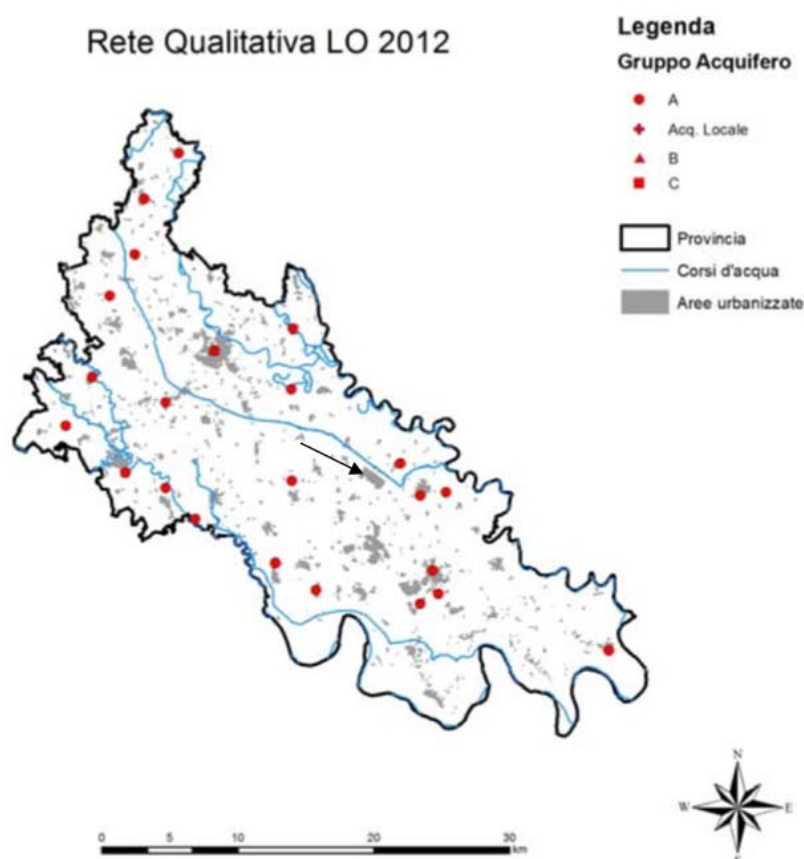 Rete Qualitativa LO 2012
Legenda
Gruppo Acquifero
A
Acq. Locale
B
C
Provincia
Corsi d'acqua
Aree urbanizzate
N
W
E
S
0 5 10 20 30
km